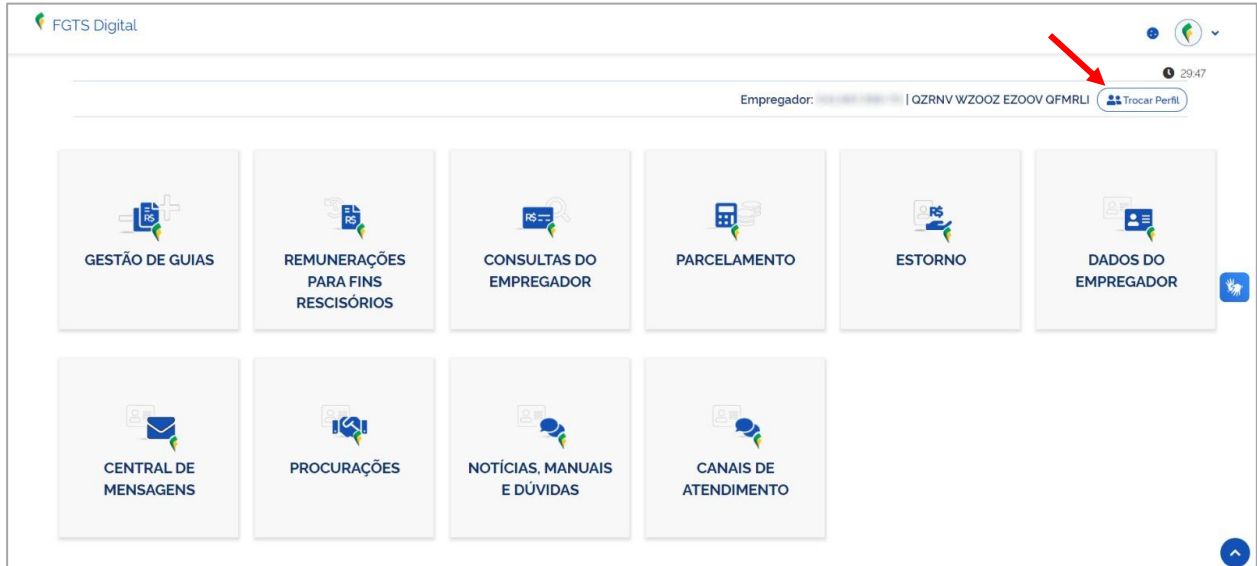 FGTS Digital
29:47
Empregador: | QZRNV WZOOZ EZOOV QFMRLI Trocar Perfil
GESTÃO DE GUIAS
REMUNERAÇÕES
PARA FINS
RESCISÓRIOS
CONSULTAS DO
EMPREGADOR
PARCELAMENTO
ESTORNO
DADOS DO
EMPREGADOR
CENTRAL DE
MENSAGENS
PROCURAÇÕES
NOTÍCIAS, MANUAIS
E DÚVIDAS
CANAIS DE
ATENDIMENTO
R$
R$
R$
R$